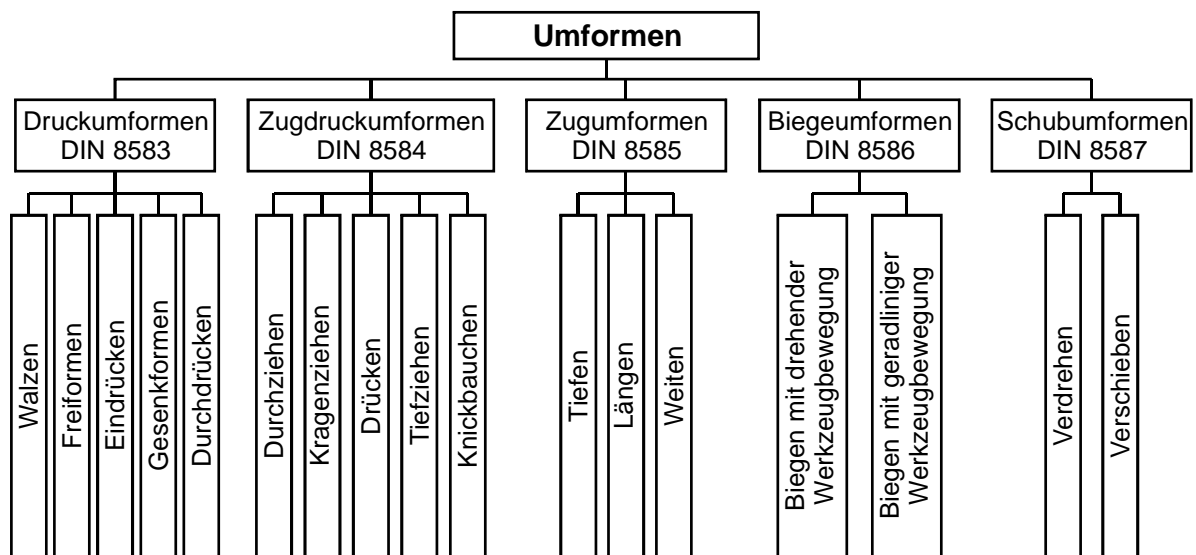 Umformen
Druckumformen
DIN 8583
Zugdruckumformen
DIN 8584
Zugumformen
DIN 8585
Biegeumformen
DIN 8586
Schubumformen
DIN 8587
Walzen
Freiformen
Eindrücken
Gesenkformen
Durchdrücken
Durchziehen
Kragenziehen
Drücken
Tiefziehen
Knickbauchen
Tiefen
Längen
Weiten
Biegen mit drehender
Werkzeugbewegung
Biegen mit geradliniger
Werkzeugbewegung
Verdrehen
Verschieben